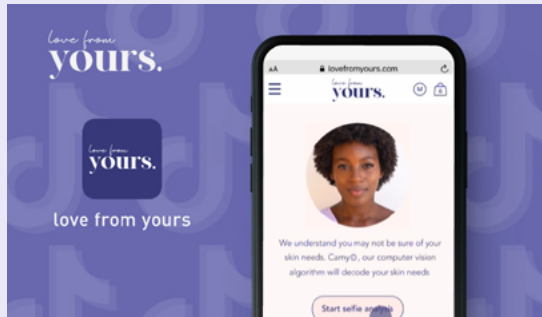 love from
yours.
love from
yours.
love from yours
AA lovefromyours.com
love from
yours.
M 0
We understand you may not be sure of your
skin needs. Camy©, our computer vision
algorithm will decode your skin needs
Start selfie analysis